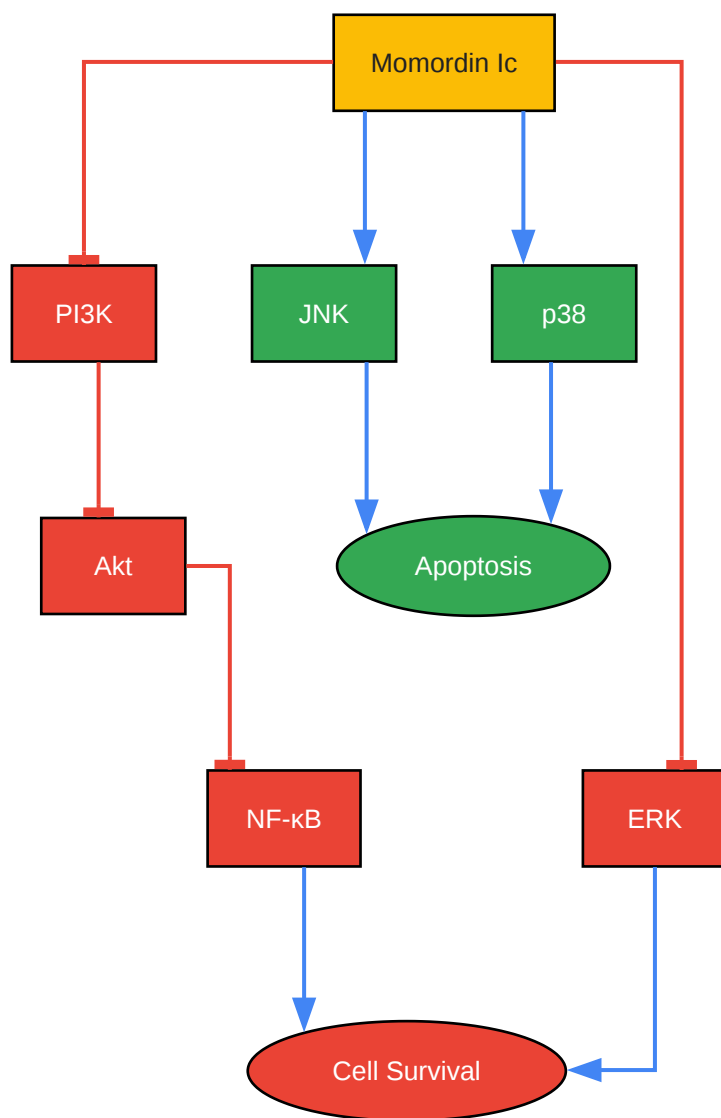 Momordin Ic
PI3K
JNK
p38
Akt
Apoptosis
NF-κB
ERK
Cell Survival